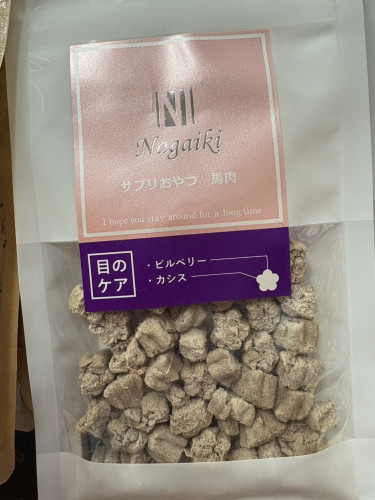 N
Nagaiki
サプリおやつ 馬肉
I hope you stay around for a long time.
目の
ケア
・ビルベリー
・カシス